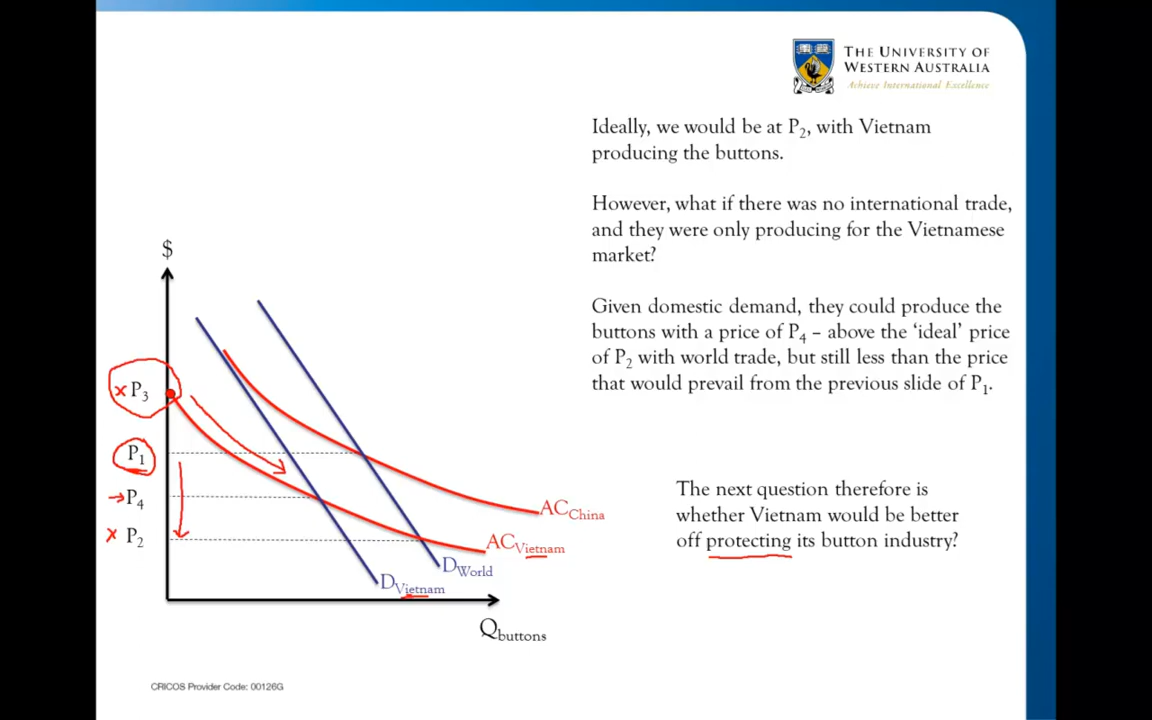 THE UNIVERSITY OF
WESTERN AUSTRALIA
Achieve International Excellence
Ideally, we would be at P2, with Vietnam
producing the buttons.
However, what if there was no international trade,
and they were only producing for the Vietnamese
market?
Given domestic demand, they could produce the
buttons with a price of P4 – above the ‘ideal’ price
of P2 with world trade, but still less than the price
that would prevail from the previous slide of P1.
The next question therefore is
whether Vietnam would be better
off protecting its button industry?
$
P3
P1
P4
P2
ACChina
ACVietnam
DWorld
DVietnam
Qbuttons
CRICOS Provider Code: 00126G